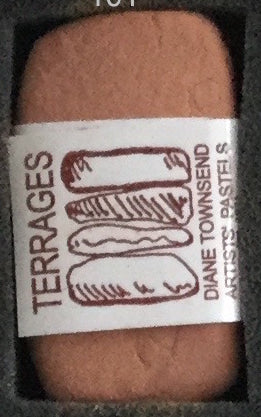 TERRAGES
DIANE TOWNSEND
ARTISTS' PASTELS